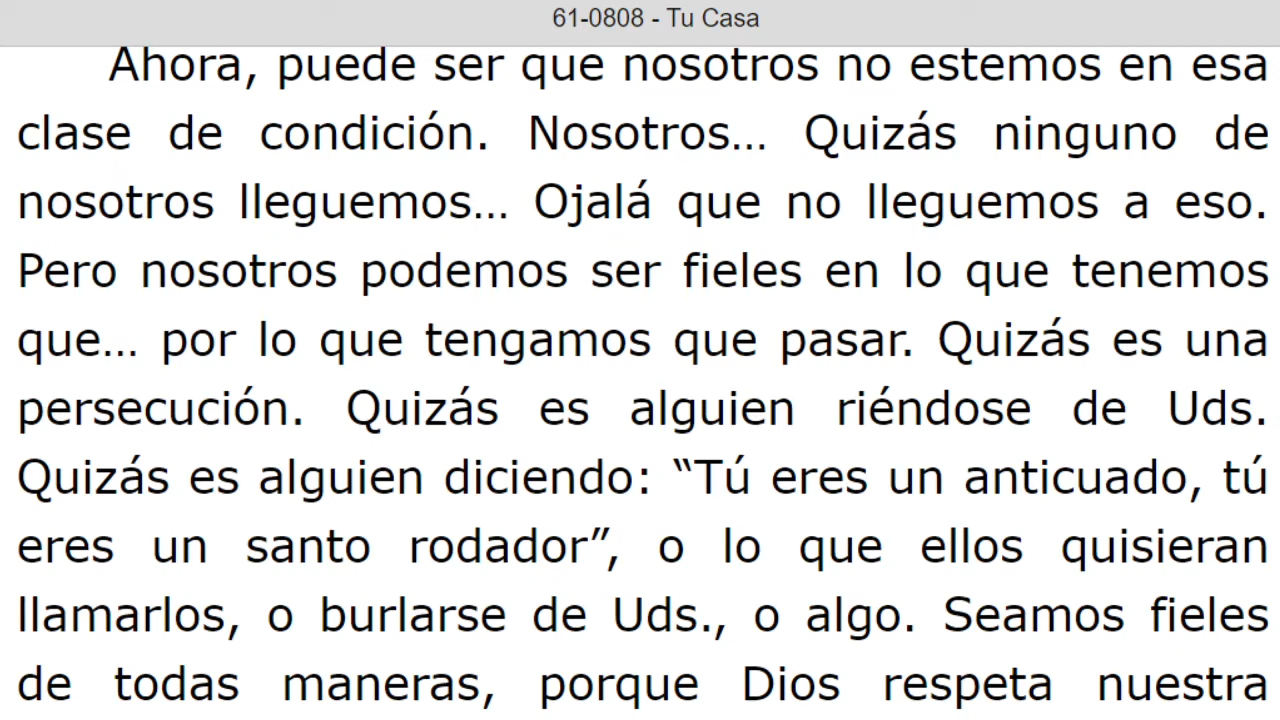 61-0808 - Tu Casa
Ahora, puede ser que nosotros no estemos en esa
clase de condición. Nosotros… Quizás ninguno de
nosotros lleguemos… Ojalá que no lleguemos a eso.
Pero nosotros podemos ser fieles en lo que tenemos
que… por lo que tengamos que pasar. Quizás es una
persecución. Quizás es alguien riéndose de Uds.
Quizás es alguien diciendo: “Tú eres un anticuado, tú
eres un santo rodador”, o lo que ellos quisieran
llamarlos, o burlarse de Uds., o algo. Seamos fieles
de todas maneras, porque Dios respeta nuestra